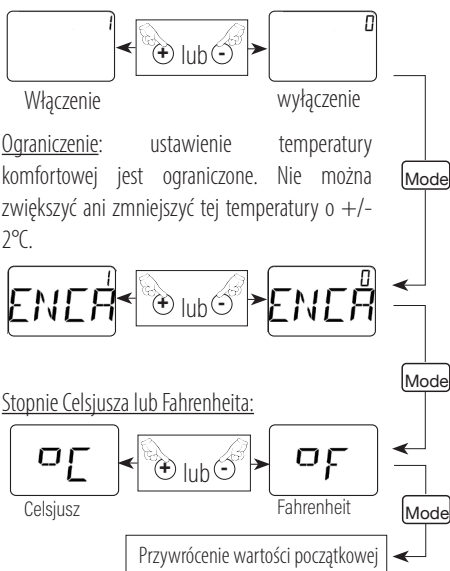 1 + lub - 0
Włączenie wyłączenie
Ograniczenie: ustawienie temperatury
komfortowej jest ograniczone. Nie można
zwiększyć ani zmniejszyć tej temperatury o +/-
2°C.
Mode
1 0
ENCA + lub - ENCA
Mode
Stopnie Celsjusza lub Fahrenheita:
°C + lub - °F
Celsjusz Fahrenheit
Mode
Przywrócenie wartości początkowej